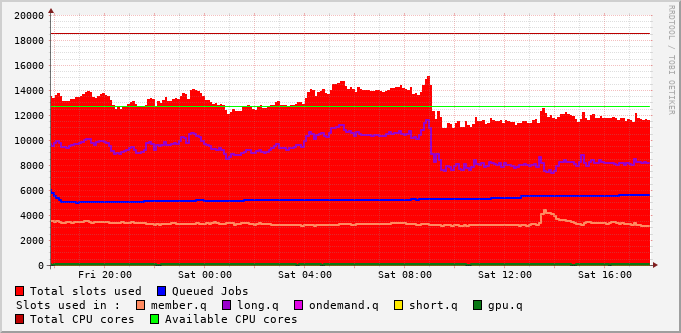 20000
18000
16000
14000
12000
10000
8000
6000
4000
2000
0
Fri 20:00 Sat 00:00 Sat 04:00 Sat 08:00 Sat 12:00 Sat 16:00
RRDTOOL / TOBI OETIKER
Total slots used Queued Jobs
Slots used in : member.q long.q ondemand.q short.q gpu.q
Total CPU cores Available CPU cores